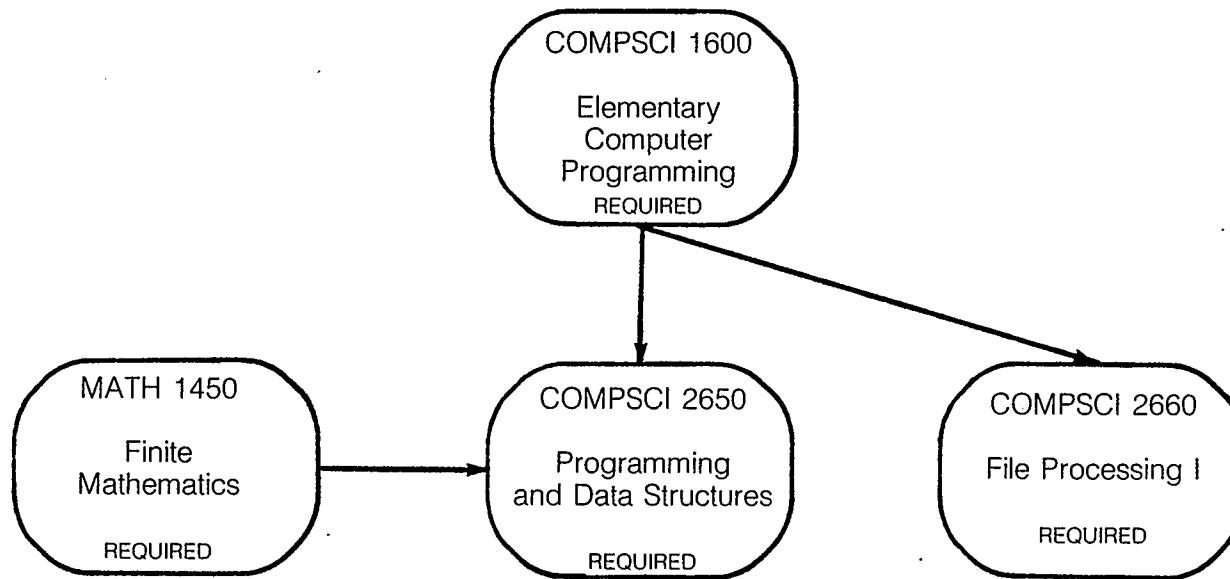 COMPSCI 1600
Elementary
Computer
Programming
REQUIRED
MATH 1450
Finite
Mathematics
REQUIRED
COMPSCI 2650
Programming
and Data Structures
REQUIRED
COMPSCI 2660
File Processing I
REQUIRED